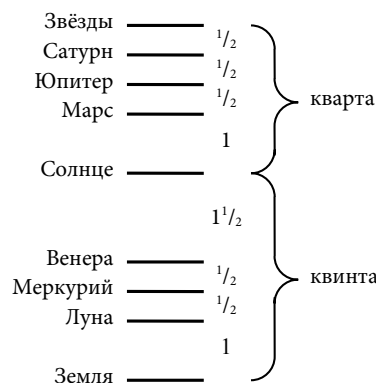 Звёзды
1/2
Сатурн
1/2
Юпитер
1/2
кварта
Марс
1
Солнце
1 1/2
Венера
1/2
квинта
Меркурий
1/2
Луна
1
Земля